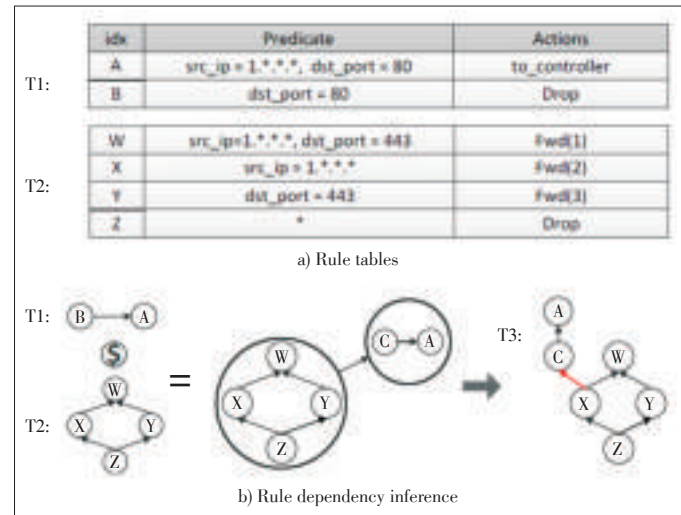 idx Predicate Actions
T1:
A src_ip = 1.*.*.*, dst_port = 80 to_controller
B dst_port = 80 Drop
T2:
W src_ip=1.*.*.*, dst_port = 443 Fwd(1)
X src_ip = 1.*.*.* Fwd(2)
Y dst_port = 443 Fwd(3)
Z * Drop
a) Rule tables
T1: B A
S
T2:
W
X Y
Z
=
W
X Y
Z
C A
T3:
A
C W
X Y
Z
b) Rule dependency inference